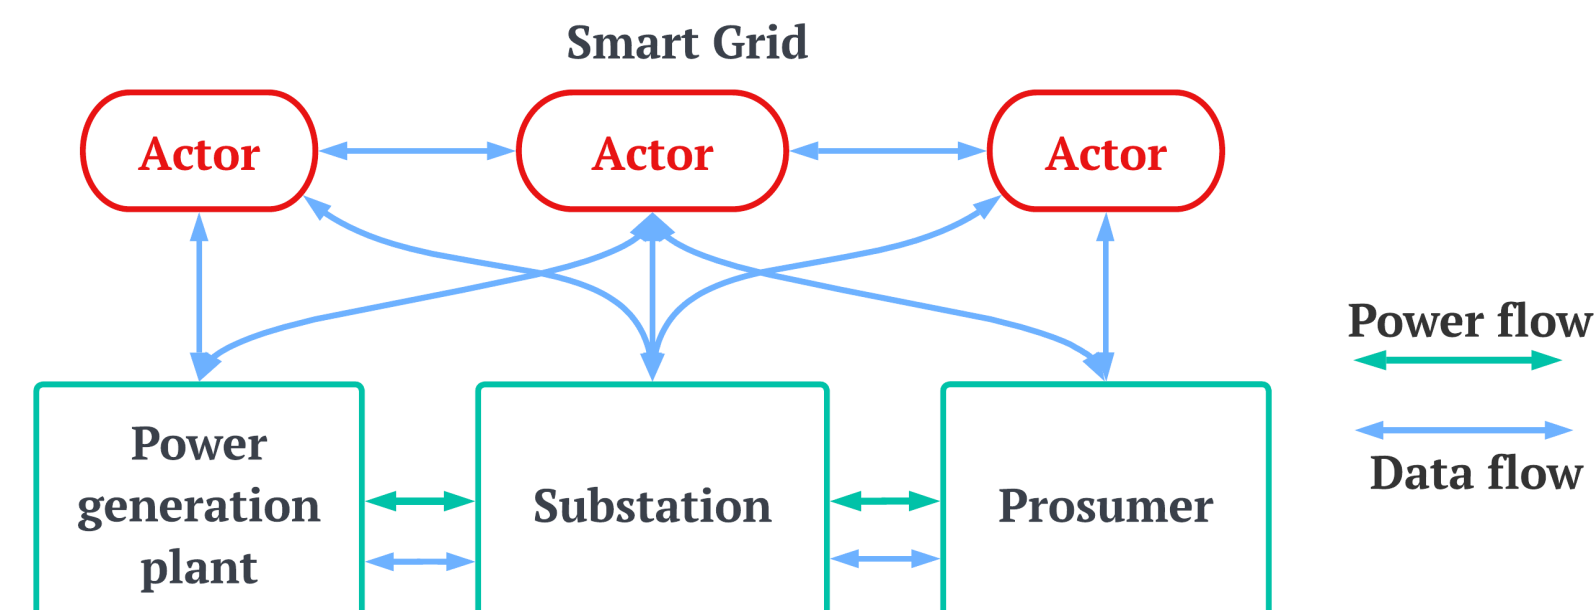 Smart Grid
Actor
Actor
Actor
Power flow
Data flow
Power
generation
plant
Substation
Prosumer